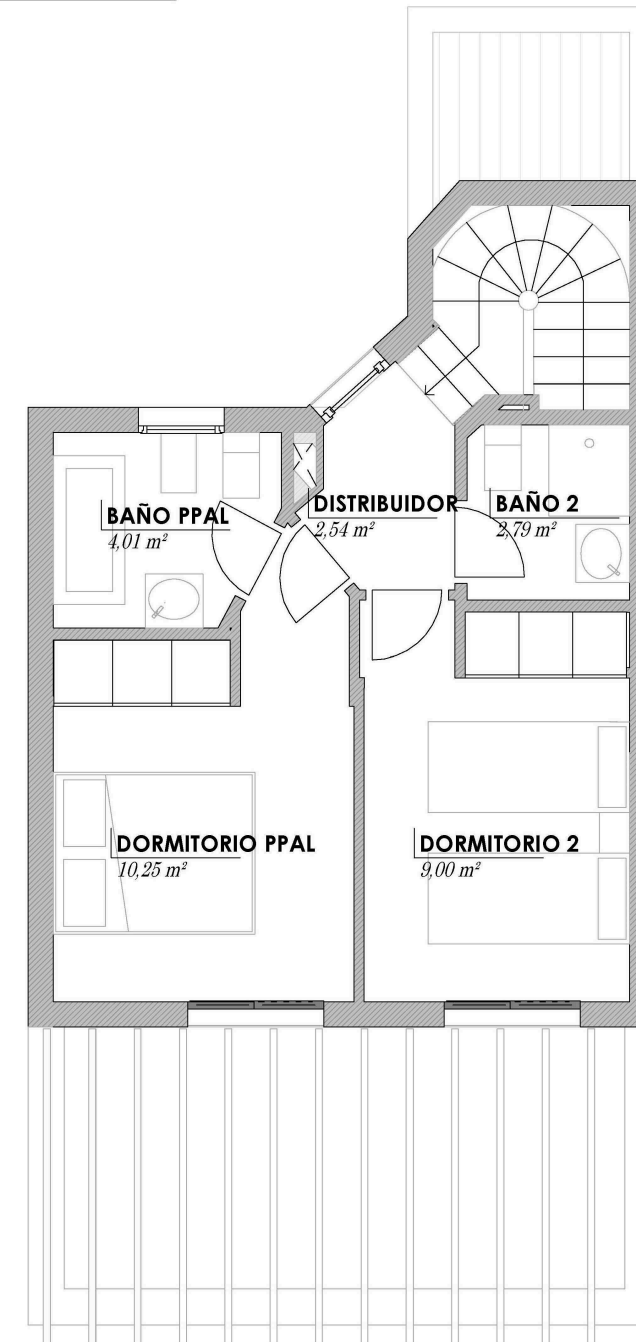 BAÑO PPAL
4,01 m²
DISTRIBUIDOR
2,54 m²
BAÑO 2
2,79 m²
DORMITORIO PPAL
10,25 m²
DORMITORIO 2
9,00 m²